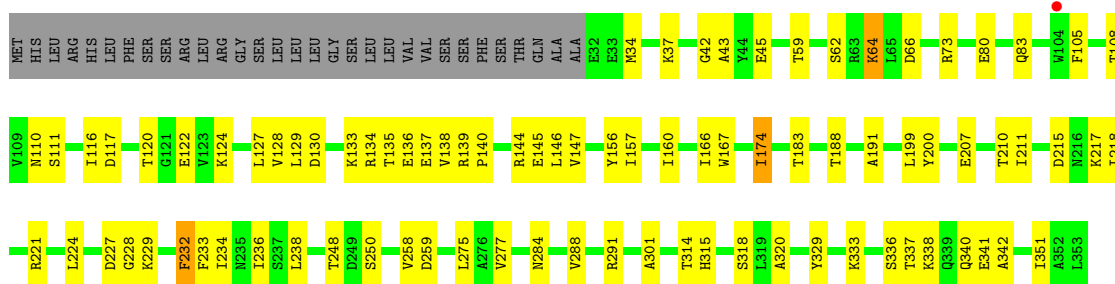 MET HIS LEU ARG HIS LEU PHE SER SER ARG LEU ARG GLY SER LEU LEU LEU GLY SER LEU LEU VAL VAL SER SER PHE SER THR GLN ALA ALA E32 E33 M34 K37 G42 A43 Y44 E45 T59 S62 R63 K64 L65 D66 R73 E80 Q83 W104 F105 T108
V109 N110 S111 I116 D117 T120 G121 E122 V123 K124 L127 V128 L129 D130 K133 R134 T135 E136 E137 V138 R139 P140 R144 E145 L146 V147 Y156 I157 I160 I166 W167 I174 T183 T188 A191 L199 Y200 E207 T210 I211 D215 N216 K217
R221 L224 D227 G228 K229 F232 F233 I234 N235 I236 S237 L238 T248 D249 S250 V258 D259 L275 A276 V277 N284 V288 R291 A301 T314 H315 S318 L319 A320 Y329 K333 S336 T337 K338 Q339 Q340 E341 A342 I351 A352 L353